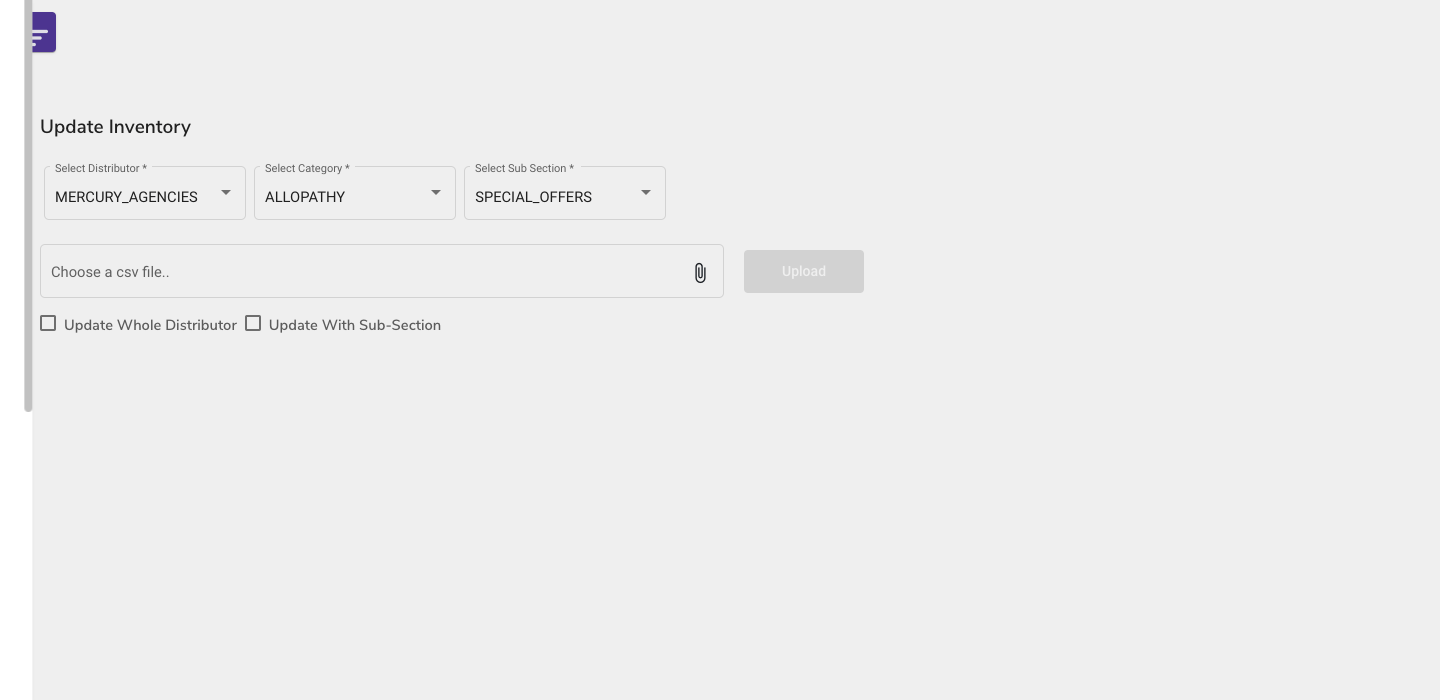 Update Inventory
Select Distributor * Select Category * Select Sub Section *
MERCURY_AGENCIES ALLOPATHY SPECIAL_OFFERS
Choose a csv file.. Upload
Update Whole Distributor Update With Sub-Section